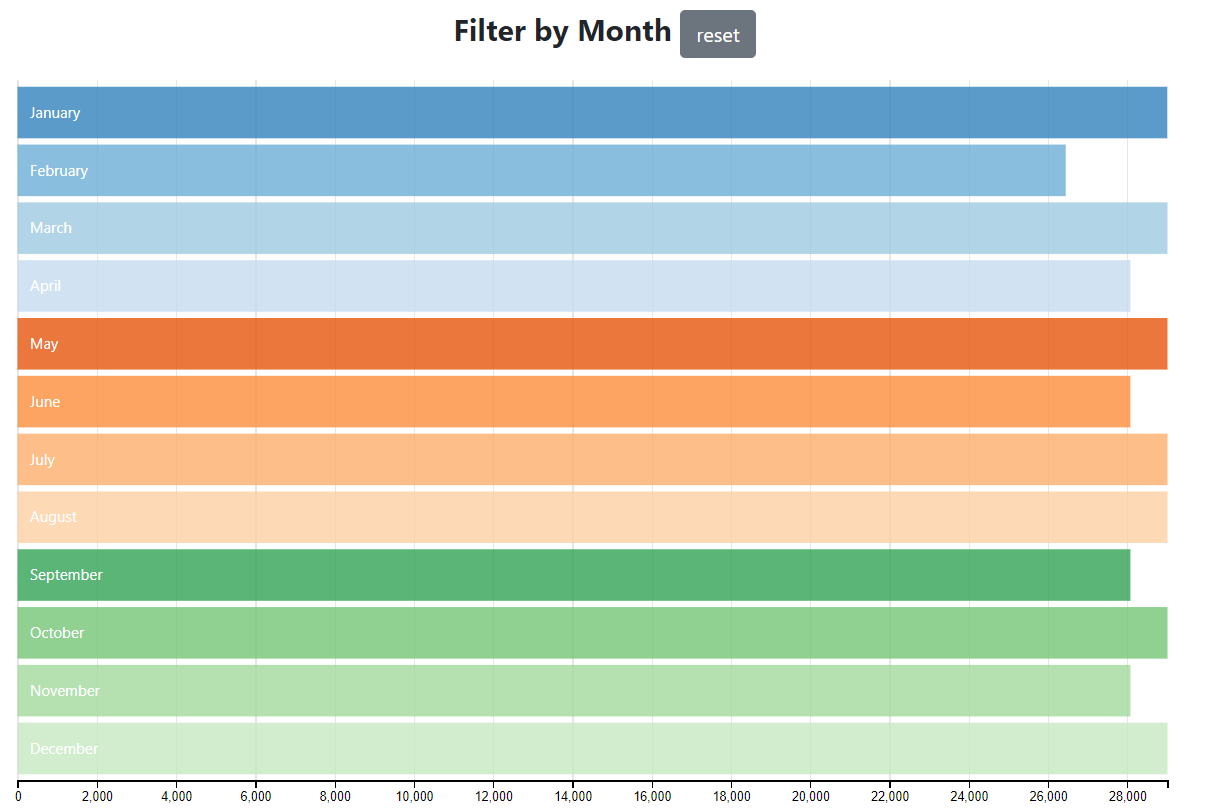 Filter by Month reset
January
February
March
April
May
June
July
August
September
October
November
December
0 2,000 4,000 6,000 8,000 10,000 12,000 14,000 16,000 18,000 20,000 22,000 24,000 26,000 28,000